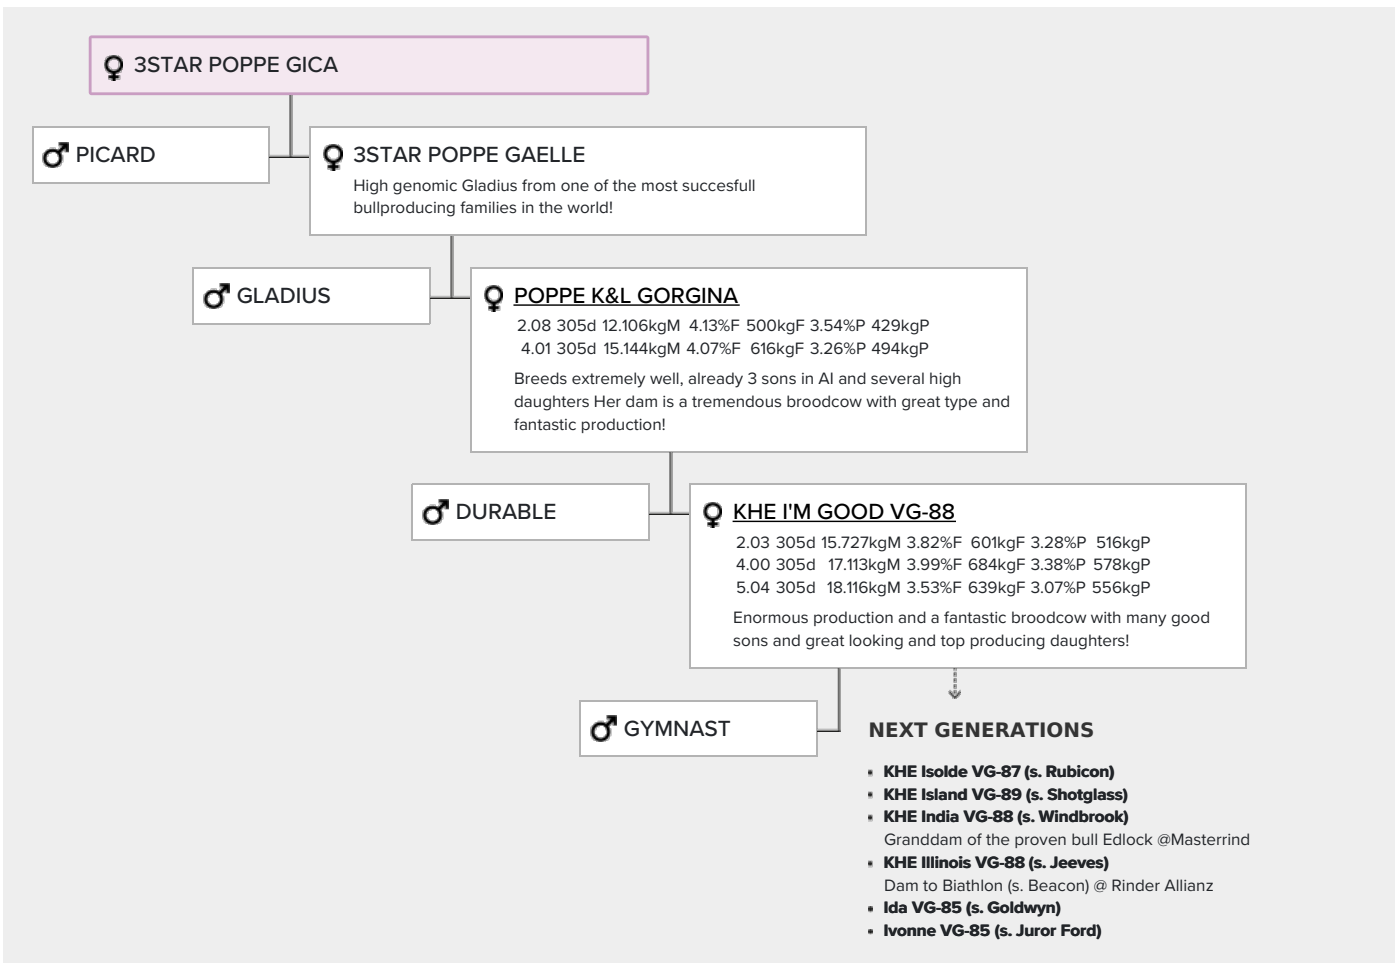 3STAR POPPE GICA
PICARD
3STAR POPPE GAELLE
High genomic Gladius from one of the most succesfull
bullproducing families in the world!
GLADIUS
POPPE K&L GORGINA
2.08 305d 12.106kgM 4.13%F 500kgF 3.54%P 429kgP
4.01 305d 15.144kgM 4.07%F 616kgF 3.26%P 494kgP
Breeds extremely well, already 3 sons in AI and several high
daughters Her dam is a tremendous broodcow with great type and
fantastic production!
DURABLE
KHE I'M GOOD VG-88
2.03 305d 15.727kgM 3.82%F 601kgF 3.28%P 516kgP
4.00 305d 17.113kgM 3.99%F 684kgF 3.38%P 578kgP
5.04 305d 18.116kgM 3.53%F 639kgF 3.07%P 556kgP
Enormous production and a fantastic broodcow with many good
sons and great looking and top producing daughters!
GYMNAST
NEXT GENERATIONS
KHE Isolde VG-87 (s. Rubicon)
KHE Island VG-89 (s. Shotglass)
KHE India VG-88 (s. Windbrook)
Granddam of the proven bull Edlock @Masterrind
KHE Illinois VG-88 (s. Jeeves)
Dam to Biathlon (s. Beacon) @ Rinder Allianz
Ida VG-85 (s. Goldwyn)
Ivonne VG-85 (s. Juror Ford)